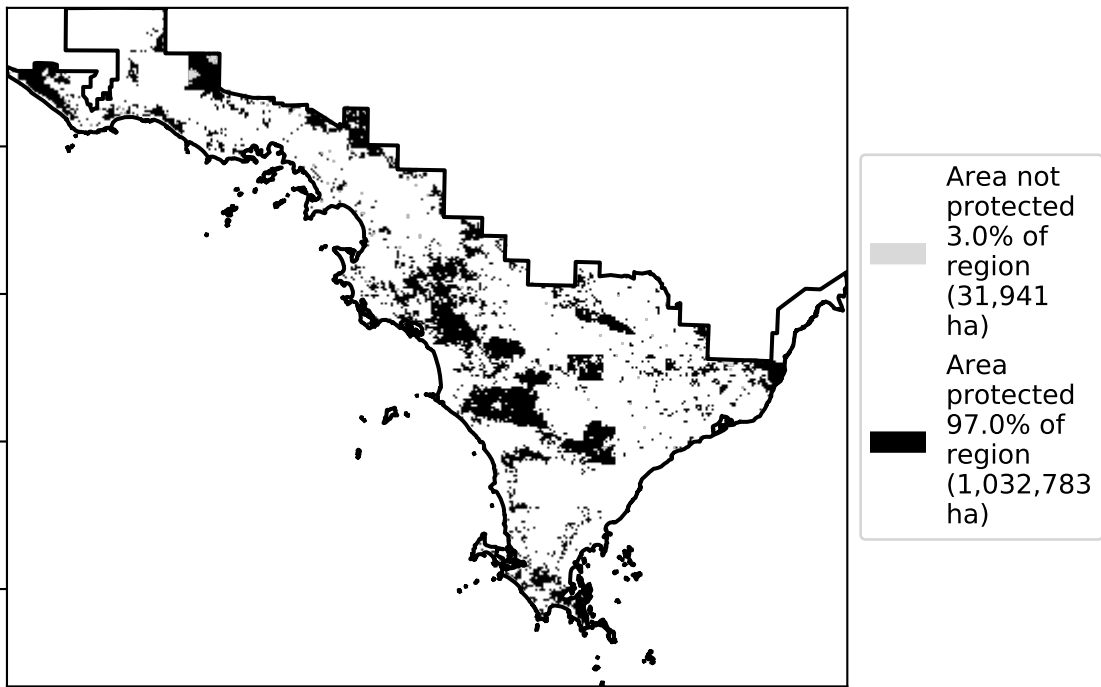 Area not
protected
3.0% of
region
(31,941
ha)
Area
protected
97.0% of
region
(1,032,783
ha)